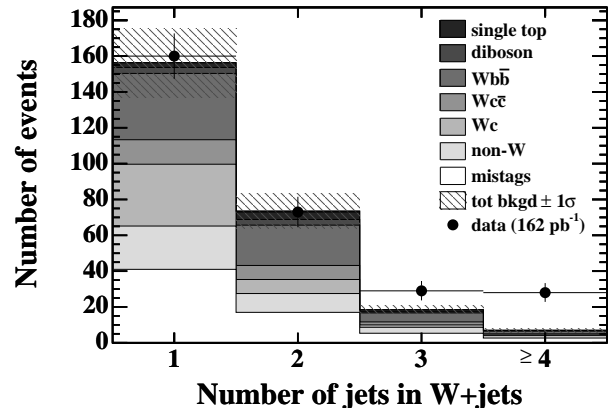 Number of events
180
160
140
120
100
80
60
40
20
0
single top
diboson
Wbb̅
Wcc̅
Wc
non-W
mistags
tot bkgd ± 1σ
data (162 pb⁻¹)
1 2 3 ≥ 4
Number of jets in W+jets